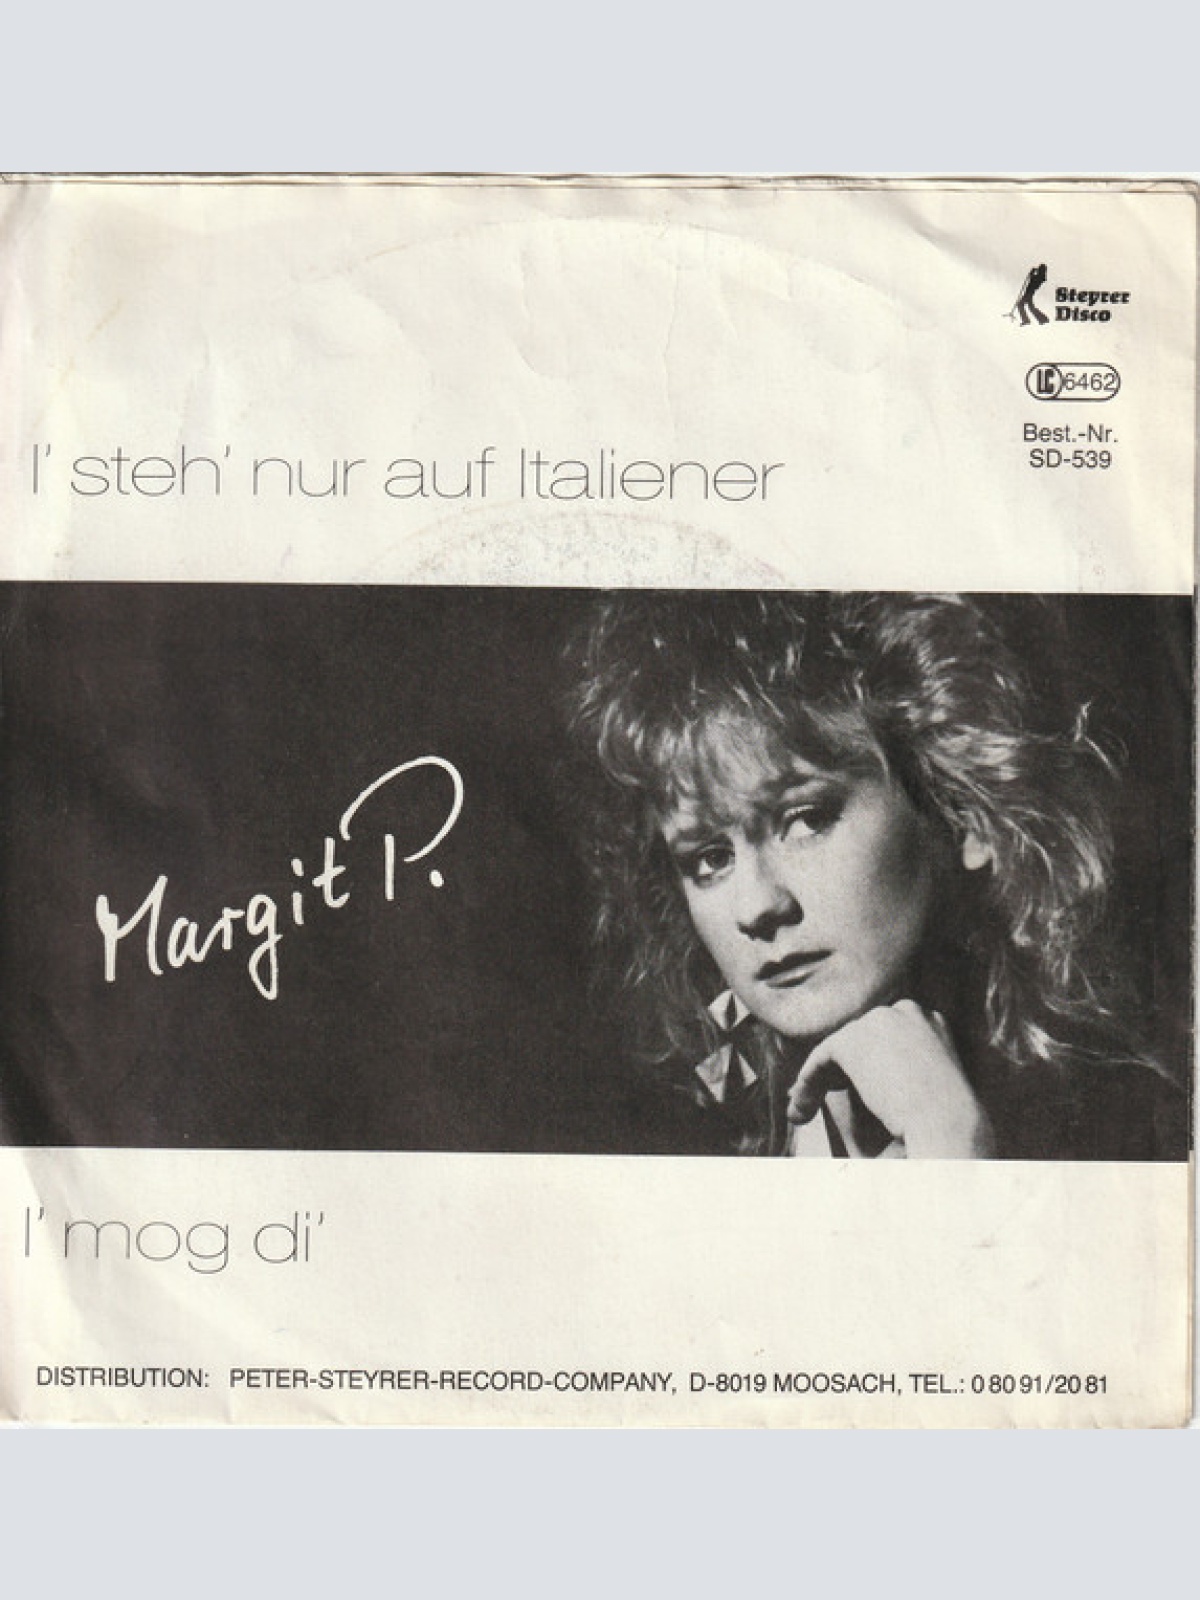 Steyrer
Disco
LC 6462
Best.-Nr.
SD-539
I' steh' nur auf Italiener
Margit P.
I' mog di'
DISTRIBUTION: PETER-STEYRER-RECORD-COMPANY, D-8019 MOOSACH, TEL.: 0 80 91/20 81